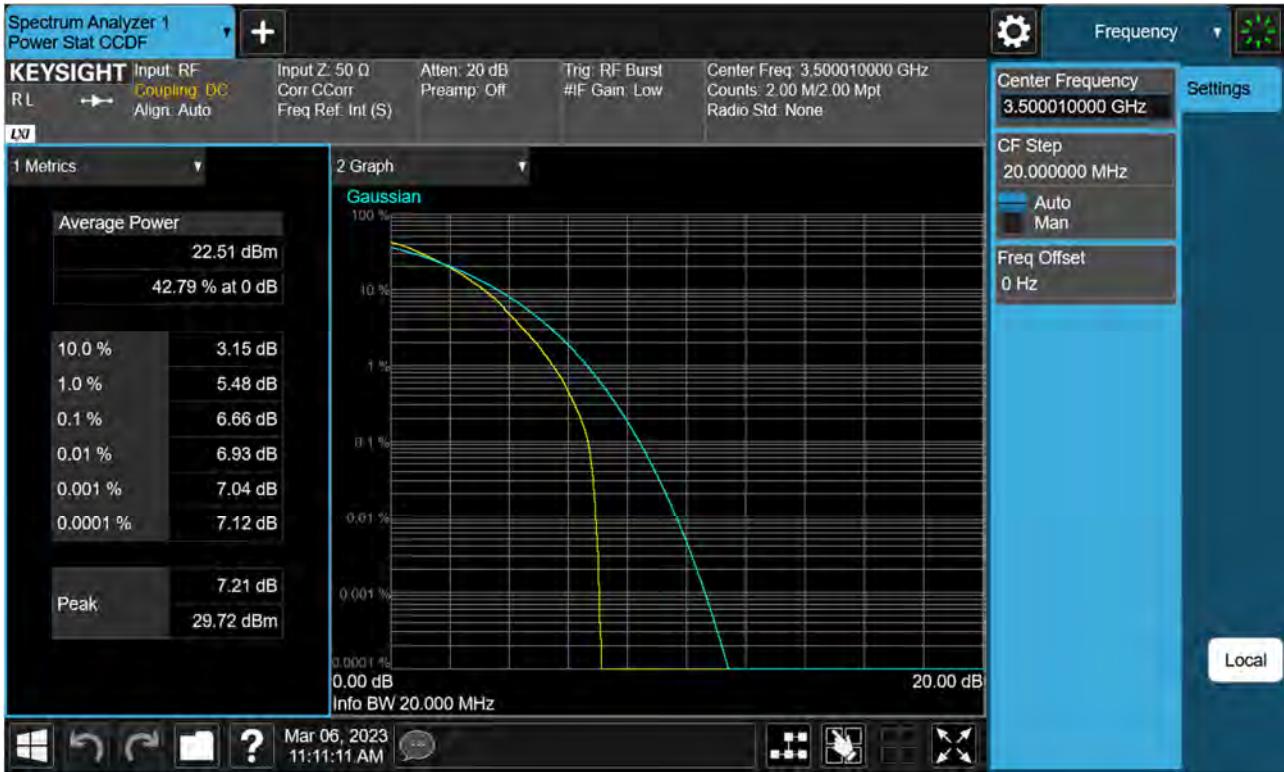 Spectrum Analyzer 1
Power Stat CCDF
+
Frequency
KEYSIGHT
R L
LXI
Input: RF
Coupling: DC
Align: Auto
Input Z: 50 Ω
Corr CCorr
Freq Ref: Int (S)
Atten: 20 dB
Preamp: Off
Trig: RF Burst
#IF Gain: Low
Center Freq: 3.500010000 GHz
Counts: 2.00 M/2.00 Mpt
Radio Std: None
Center Frequency
3.500010000 GHz
Settings
CF Step
20.000000 MHz
Auto
Man
Freq Offset
0 Hz
1 Metrics
Average Power
22.51 dBm
42.79 % at 0 dB
10.0 % 3.15 dB
1.0 % 5.48 dB
0.1 % 6.66 dB
0.01 % 6.93 dB
0.001 % 7.04 dB
0.0001 % 7.12 dB
Peak
7.21 dB
29.72 dBm
2 Graph
Gaussian
100 %
10 %
1 %
0.1 %
0.01 %
0.001 %
0.0001 %
0.00 dB 20.00 dB
Info BW 20.000 MHz
Local
?
Mar 06, 2023
11:11:11 AM